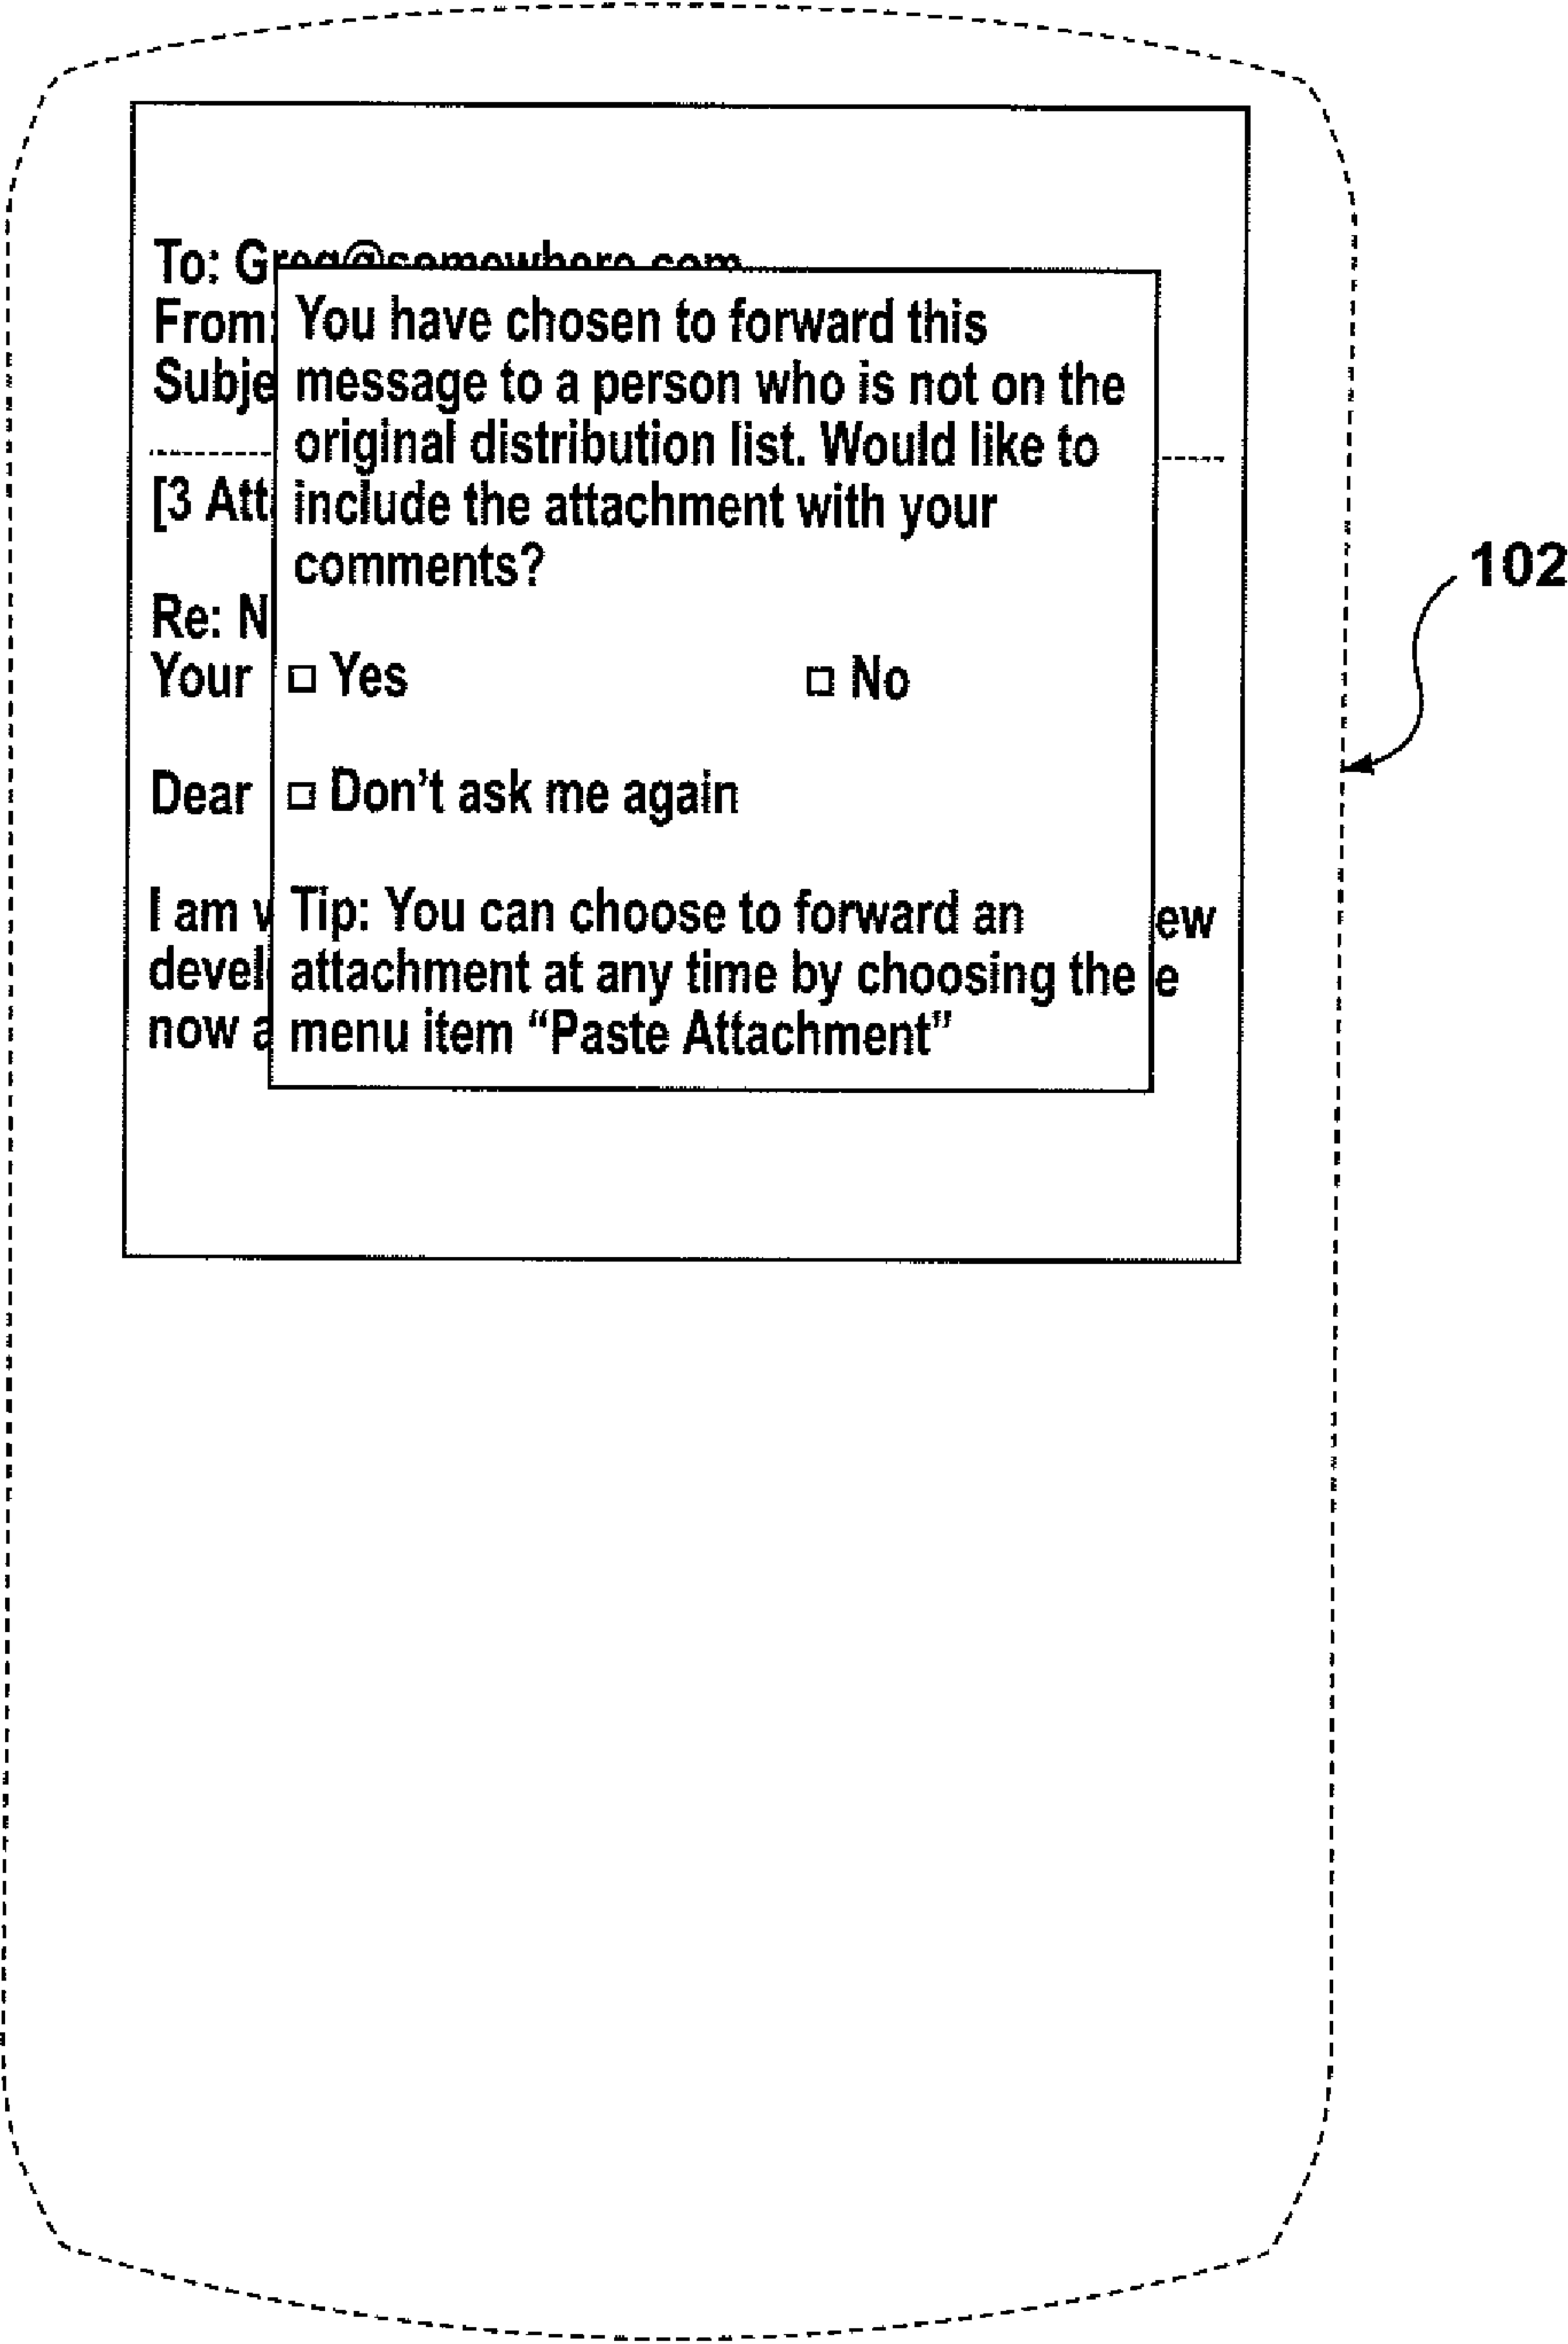 To: Greg@somewhere.com
From:
Subje
You have chosen to forward this
message to a person who is not on the
original distribution list. Would like to
include the attachment with your
comments?
[3 Att
Re: N
Your
□ Yes □ No
Dear
□ Don't ask me again
I am
devel
now a
Tip: You can choose to forward an
attachment at any time by choosing the
menu item “Paste Attachment”
ew
e
102